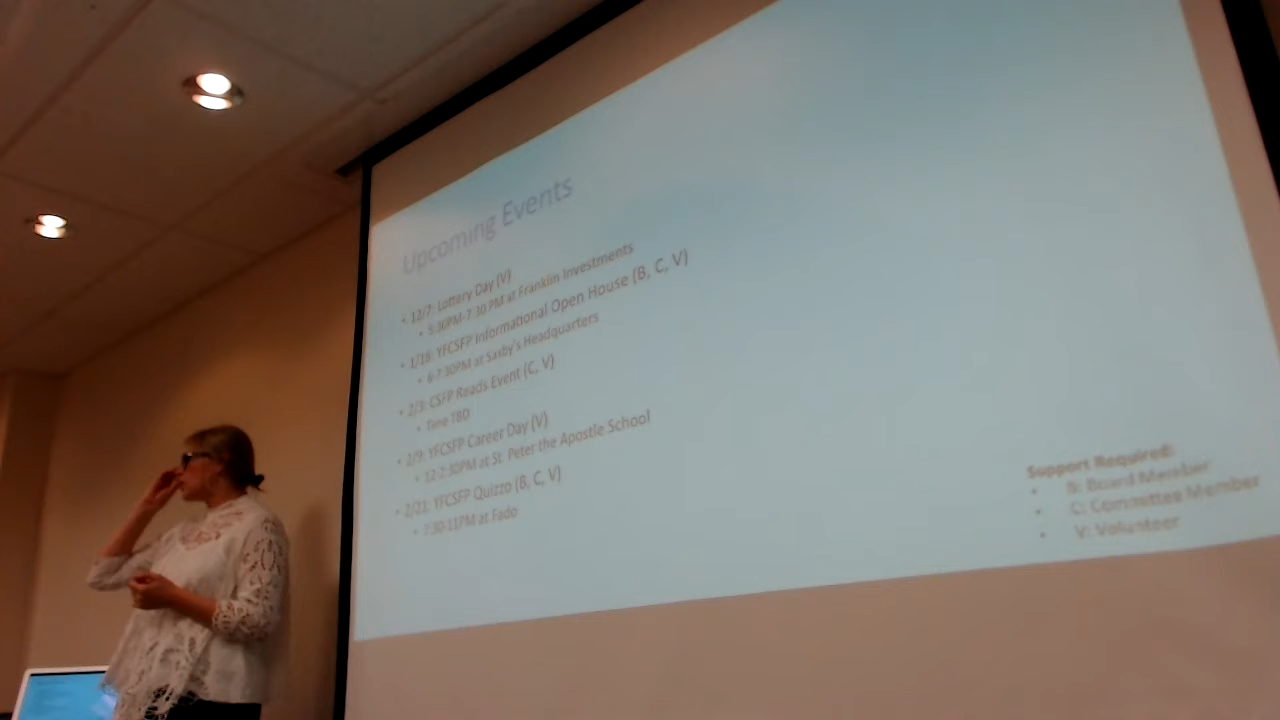 Upcoming Events
• 12/7: Lottery Day (V)
• 5:30PM-7:30 PM at Franklin Investments
• 1/18: YFCSFP Informational Open House (B, C, V)
• 6-7:30PM at Saxby's Headquarters
• 2/3: CSFP Reads Event (C, V)
• Time TBD
• 2/9: YFCSFP Career Day (V)
• 12-2:30PM at St. Peter the Apostle School
• 2/21: YFCSFP Quizzo (B, C, V)
• 7:30-11PM at Fado
Support Required:
• B: Board Member
• C: Committee Member
• V: Volunteer